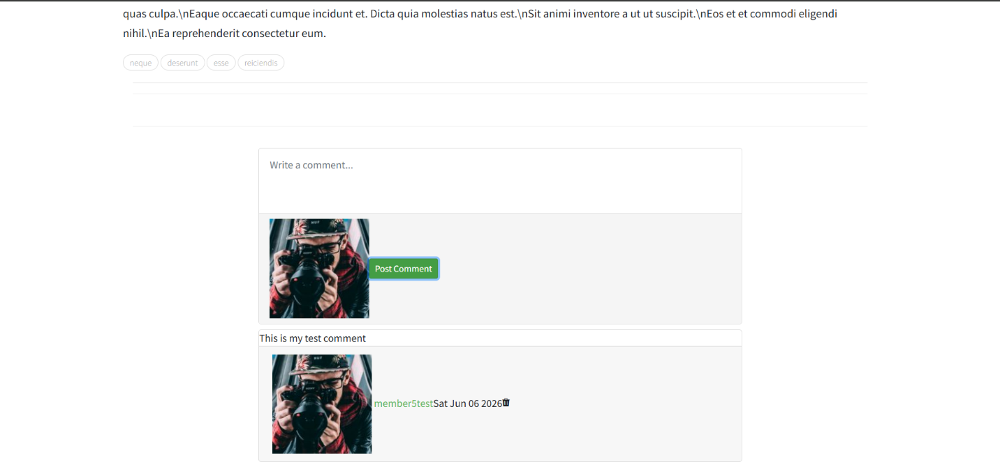 quas culpa.\nEaque occaecati cumque incidunt et. Dicta quia molestias natus est.\nSit animi inventore a ut ut suscipit.\nEos et et commodi eligendi
nihil.\nEa reprehenderit consectetur eum.
neque deserunt esse reiciendis
Write a comment...
Post Comment
This is my test comment
member5testSat Jun 06 2026